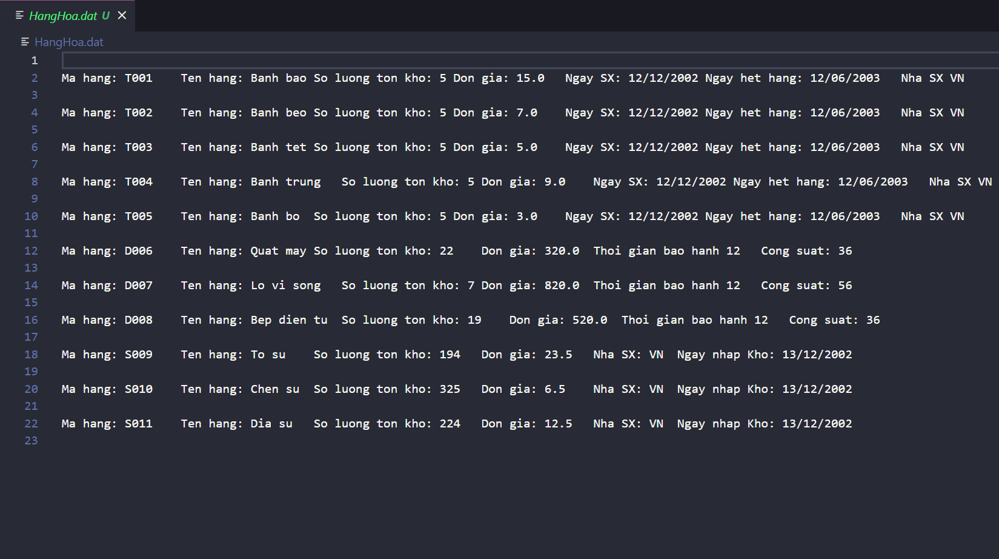 HangHoa.dat U
HangHoa.dat
1
2 Ma hang: T001 Ten hang: Banh bao So luong ton kho: 5 Don gia: 15.0 Ngay SX: 12/12/2002 Ngay het hang: 12/06/2003 Nha SX VN
3
4 Ma hang: T002 Ten hang: Banh beo So luong ton kho: 5 Don gia: 7.0 Ngay SX: 12/12/2002 Ngay het hang: 12/06/2003 Nha SX VN
5
6 Ma hang: T003 Ten hang: Banh tet So luong ton kho: 5 Don gia: 5.0 Ngay SX: 12/12/2002 Ngay het hang: 12/06/2003 Nha SX VN
7
8 Ma hang: T004 Ten hang: Banh trung So luong ton kho: 5 Don gia: 9.0 Ngay SX: 12/12/2002 Ngay het hang: 12/06/2003 Nha SX VN
9
10 Ma hang: T005 Ten hang: Banh bo So luong ton kho: 5 Don gia: 3.0 Ngay SX: 12/12/2002 Ngay het hang: 12/06/2003 Nha SX VN
11
12 Ma hang: D006 Ten hang: Quat may So luong ton kho: 22 Don gia: 320.0 Thoi gian bao hanh 12 Cong suat: 36
13
14 Ma hang: D007 Ten hang: Lo vi song So luong ton kho: 7 Don gia: 820.0 Thoi gian bao hanh 12 Cong suat: 56
15
16 Ma hang: D008 Ten hang: Bep dien tu So luong ton kho: 19 Don gia: 520.0 Thoi gian bao hanh 12 Cong suat: 36
17
18 Ma hang: S009 Ten hang: To su So luong ton kho: 194 Don gia: 23.5 Nha SX: VN Ngay nhap Kho: 13/12/2002
19
20 Ma hang: S010 Ten hang: Chen su So luong ton kho: 325 Don gia: 6.5 Nha SX: VN Ngay nhap Kho: 13/12/2002
21
22 Ma hang: S011 Ten hang: Dia su So luong ton kho: 224 Don gia: 12.5 Nha SX: VN Ngay nhap Kho: 13/12/2002
23